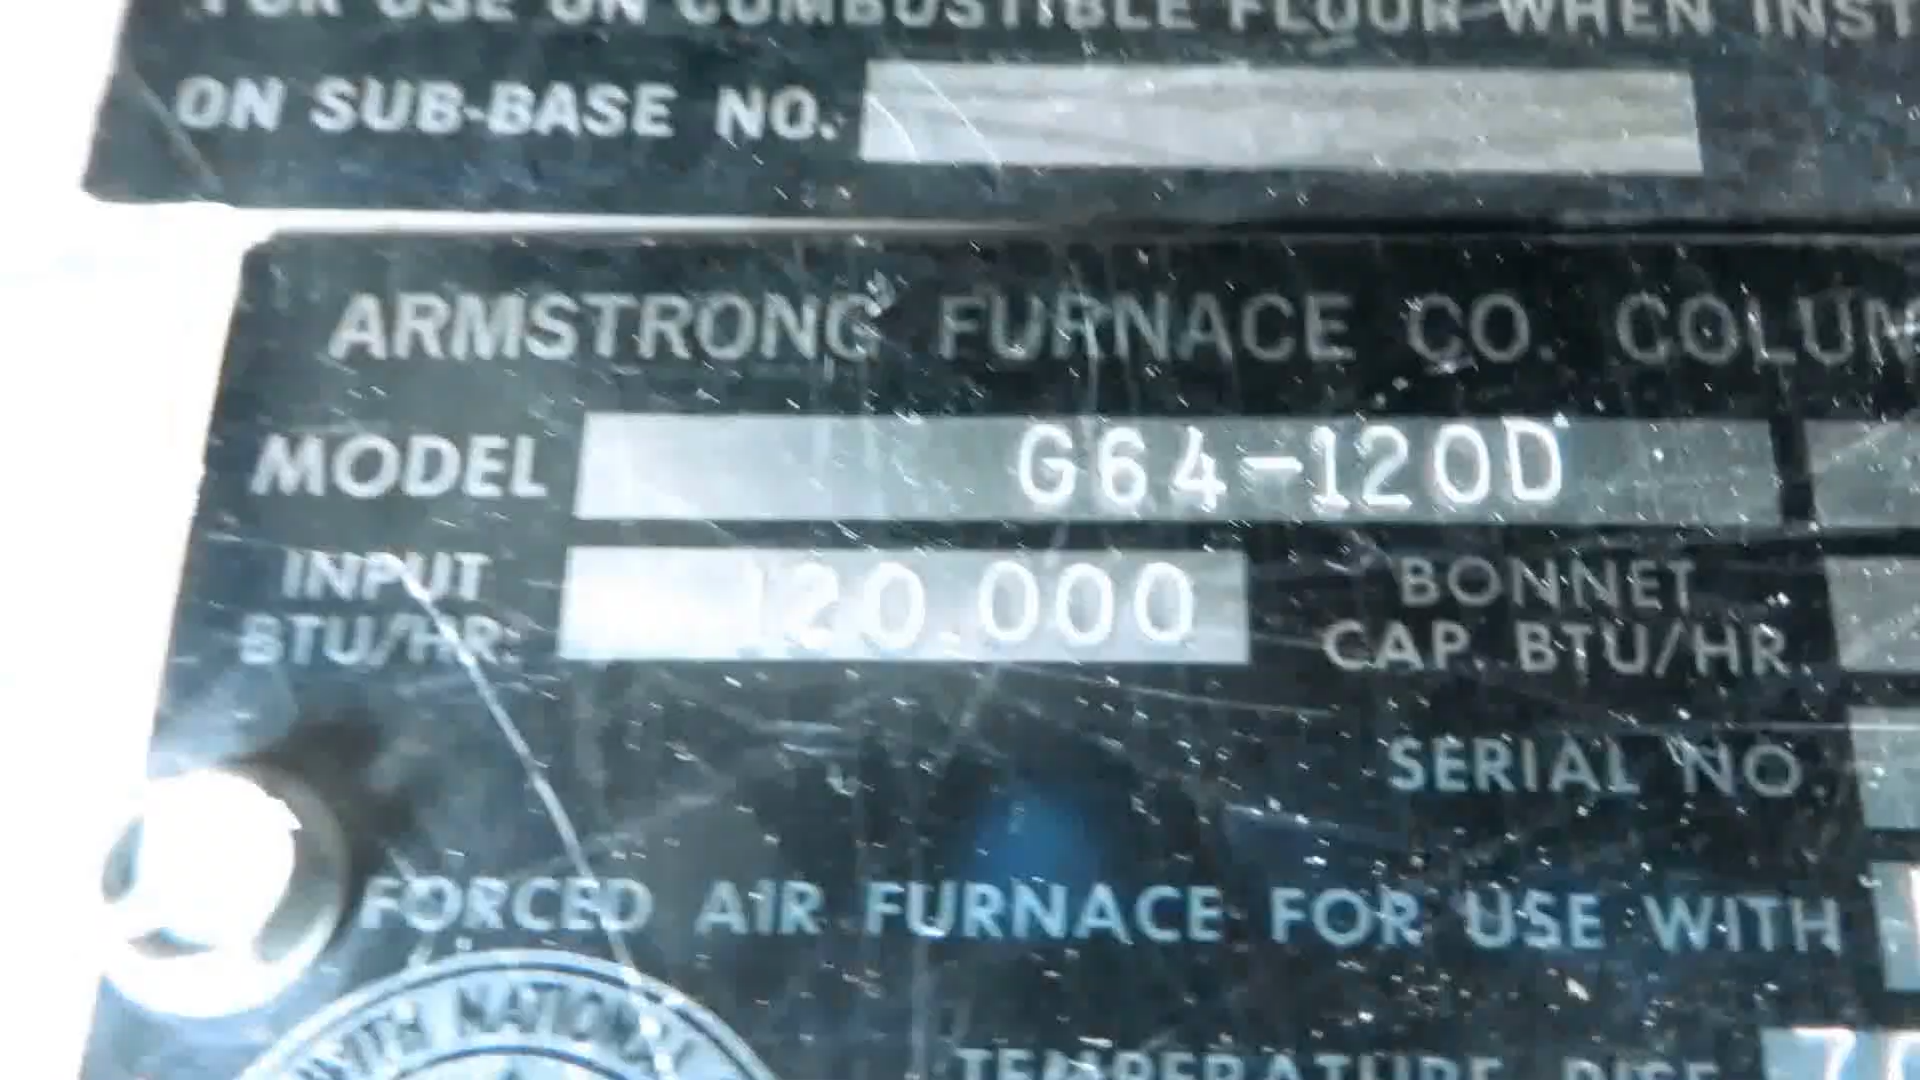 FOR USE ON COMBUSTIBLE FLOOR WHEN INST
ON SUB-BASE NO.
ARMSTRONG FURNACE CO. COLUM
MODEL G64-120D
INPUT BTU/HR. 120.000 BONNET CAP. BTU/HR.
SERIAL NO.
FORCED AIR FURNACE FOR USE WITH
NATIONAL
TEMPERATURE RISE